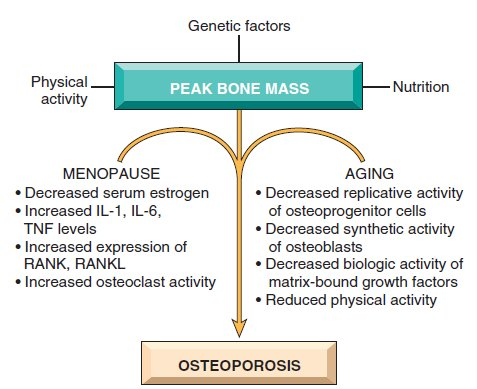 Genetic factors
Physical
activity
PEAK BONE MASS
Nutrition
MENOPAUSE
• Decreased serum estrogen
• Increased IL-1, IL-6,
TNF levels
• Increased expression of
RANK, RANKL
• Increased osteoclast activity
AGING
• Decreased replicative activity
of osteoprogenitor cells
• Decreased synthetic activity
of osteoblasts
• Decreased biologic activity of
matrix-bound growth factors
• Reduced physical activity
OSTEOPOROSIS